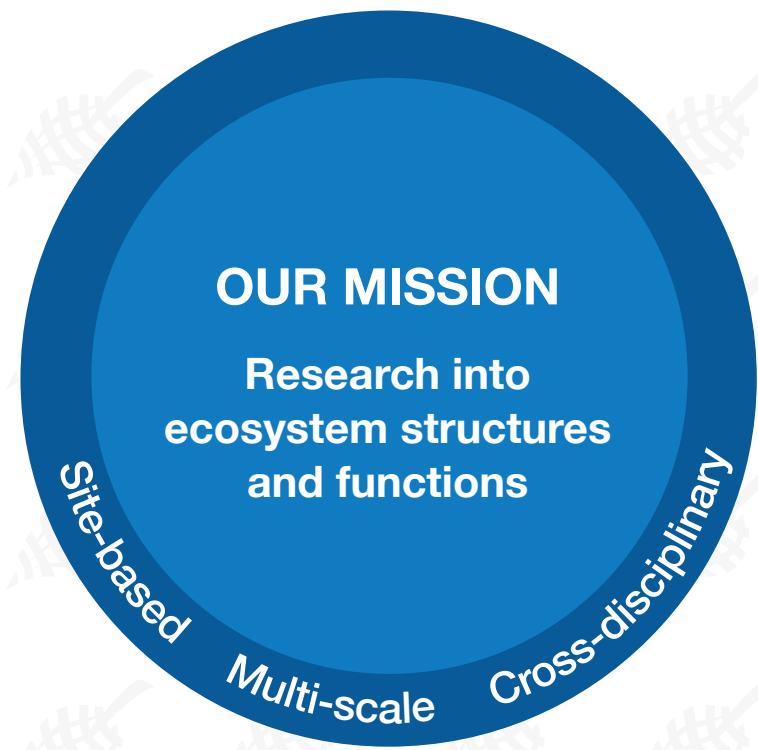 OUR MISSION
Research into
ecosystem structures
and functions
Site-based
Multi-scale
Cross-disciplinary